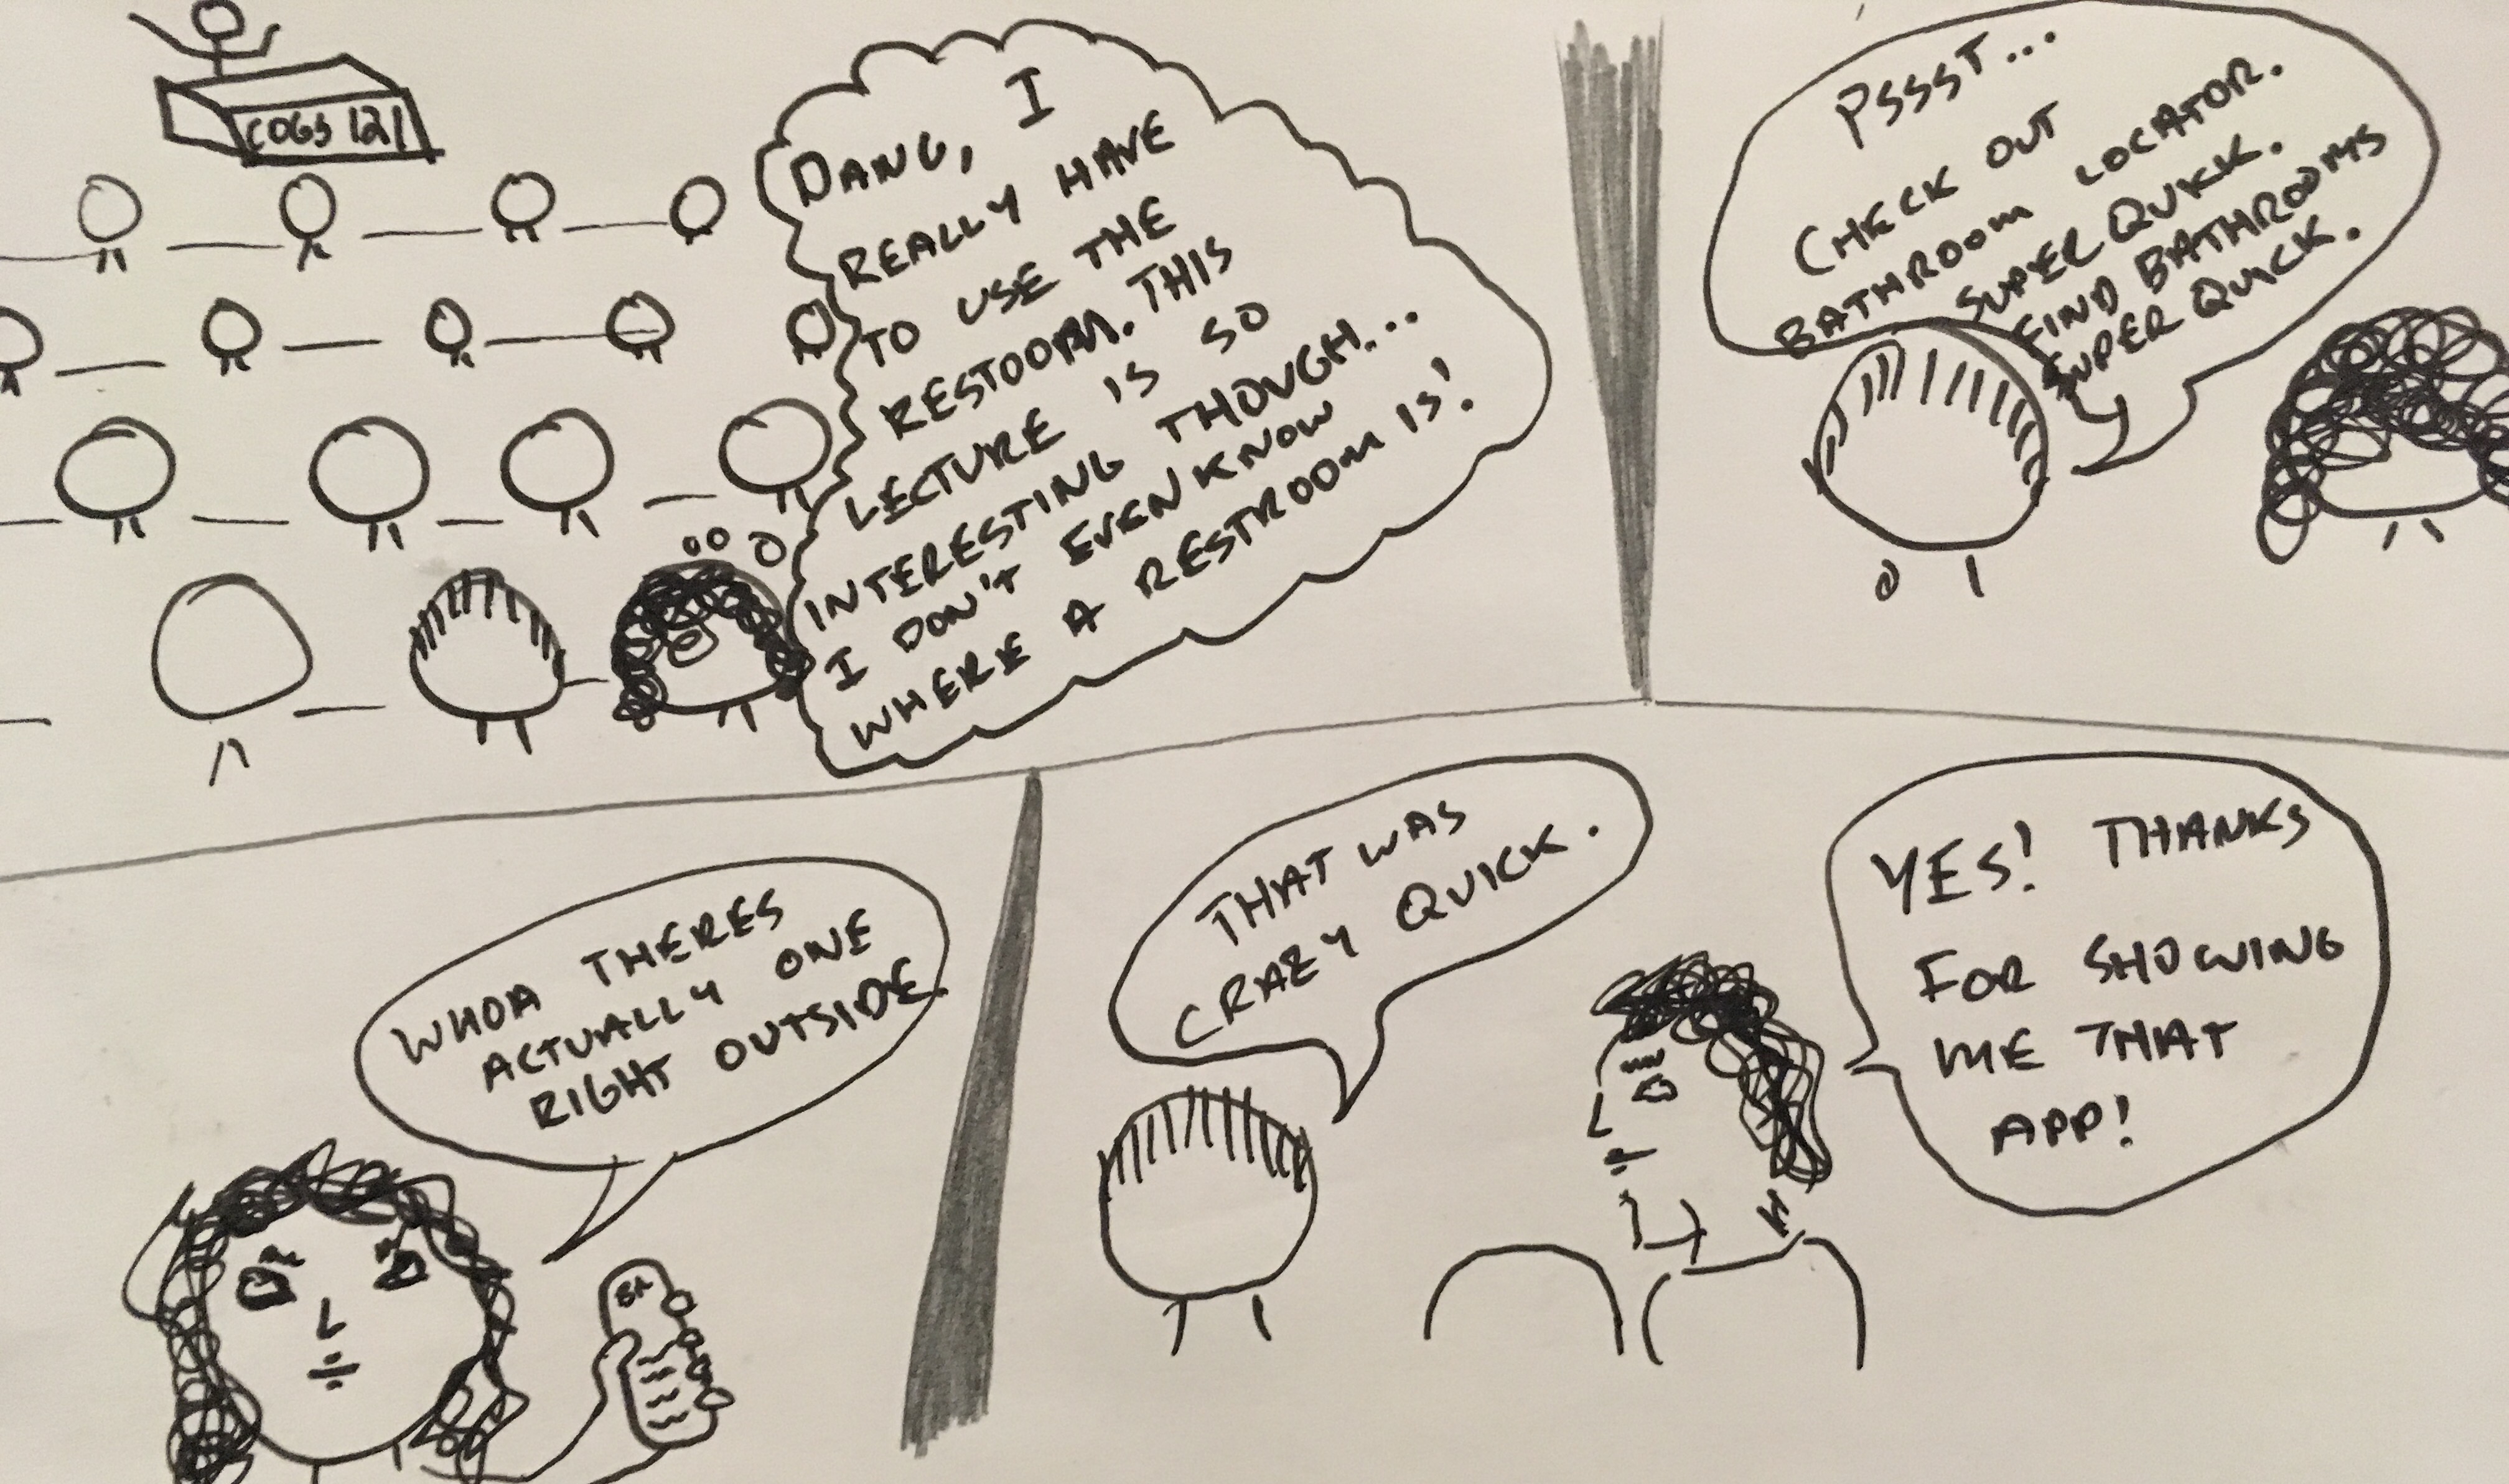 COGS 121
DANG, I
REALLY HAVE
TO USE THE
RESTOORM. THIS
LECTURE IS SO
INTERESTING THOUGH...
I DON'T EVEN KNOW
WHERE A RESTROOM IS!
PSSST...
CHECK OUT
BATHROOM LOCATOR.
SUPER QUICK.
FIND BATHROOMS
SUPER QUICK.
WHOA THERES
ACTUALLY ONE
RIGHT OUTSIDE.
THAT WAS
CRAZY QUICK.
YES! THANKS
FOR SHOWING
ME THAT
APP!